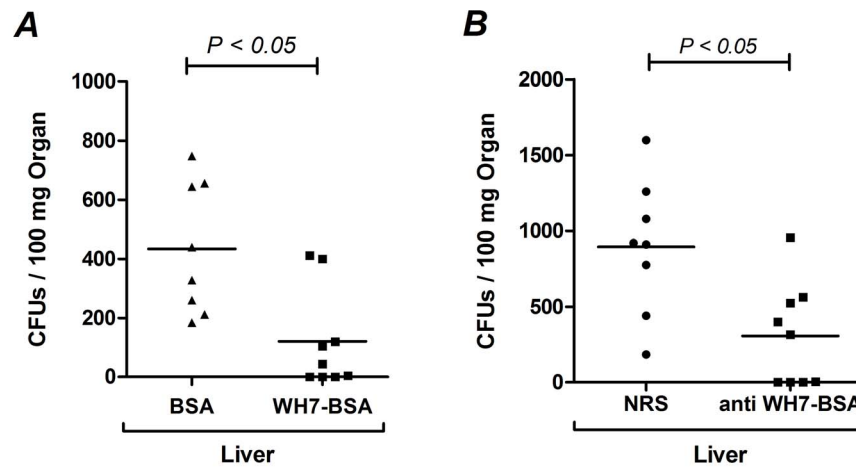 A
P < 0.05
CFUs / 100 mg Organ
1000
800
600
400
200
0
BSA
WH7-BSA
Liver
B
P < 0.05
CFUs / 100 mg Organ
2000
1500
1000
500
0
NRS
anti WH7-BSA
Liver